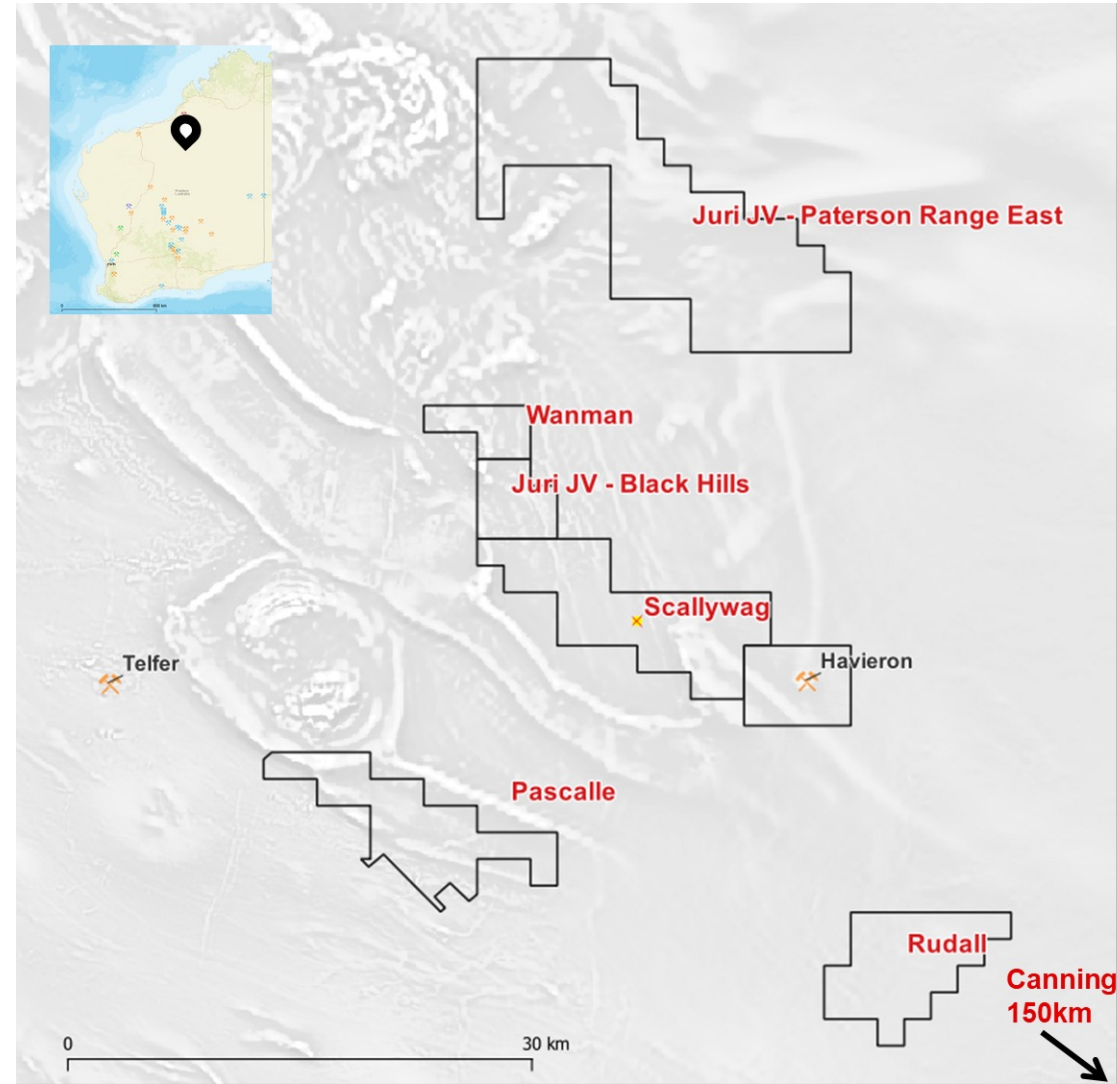 Juri JV - Paterson Range East
Wanman
Juri JV - Black Hills
Scallywag
Havieron
Telfer
Pascalle
Rudall
Canning
150km
0
30 km